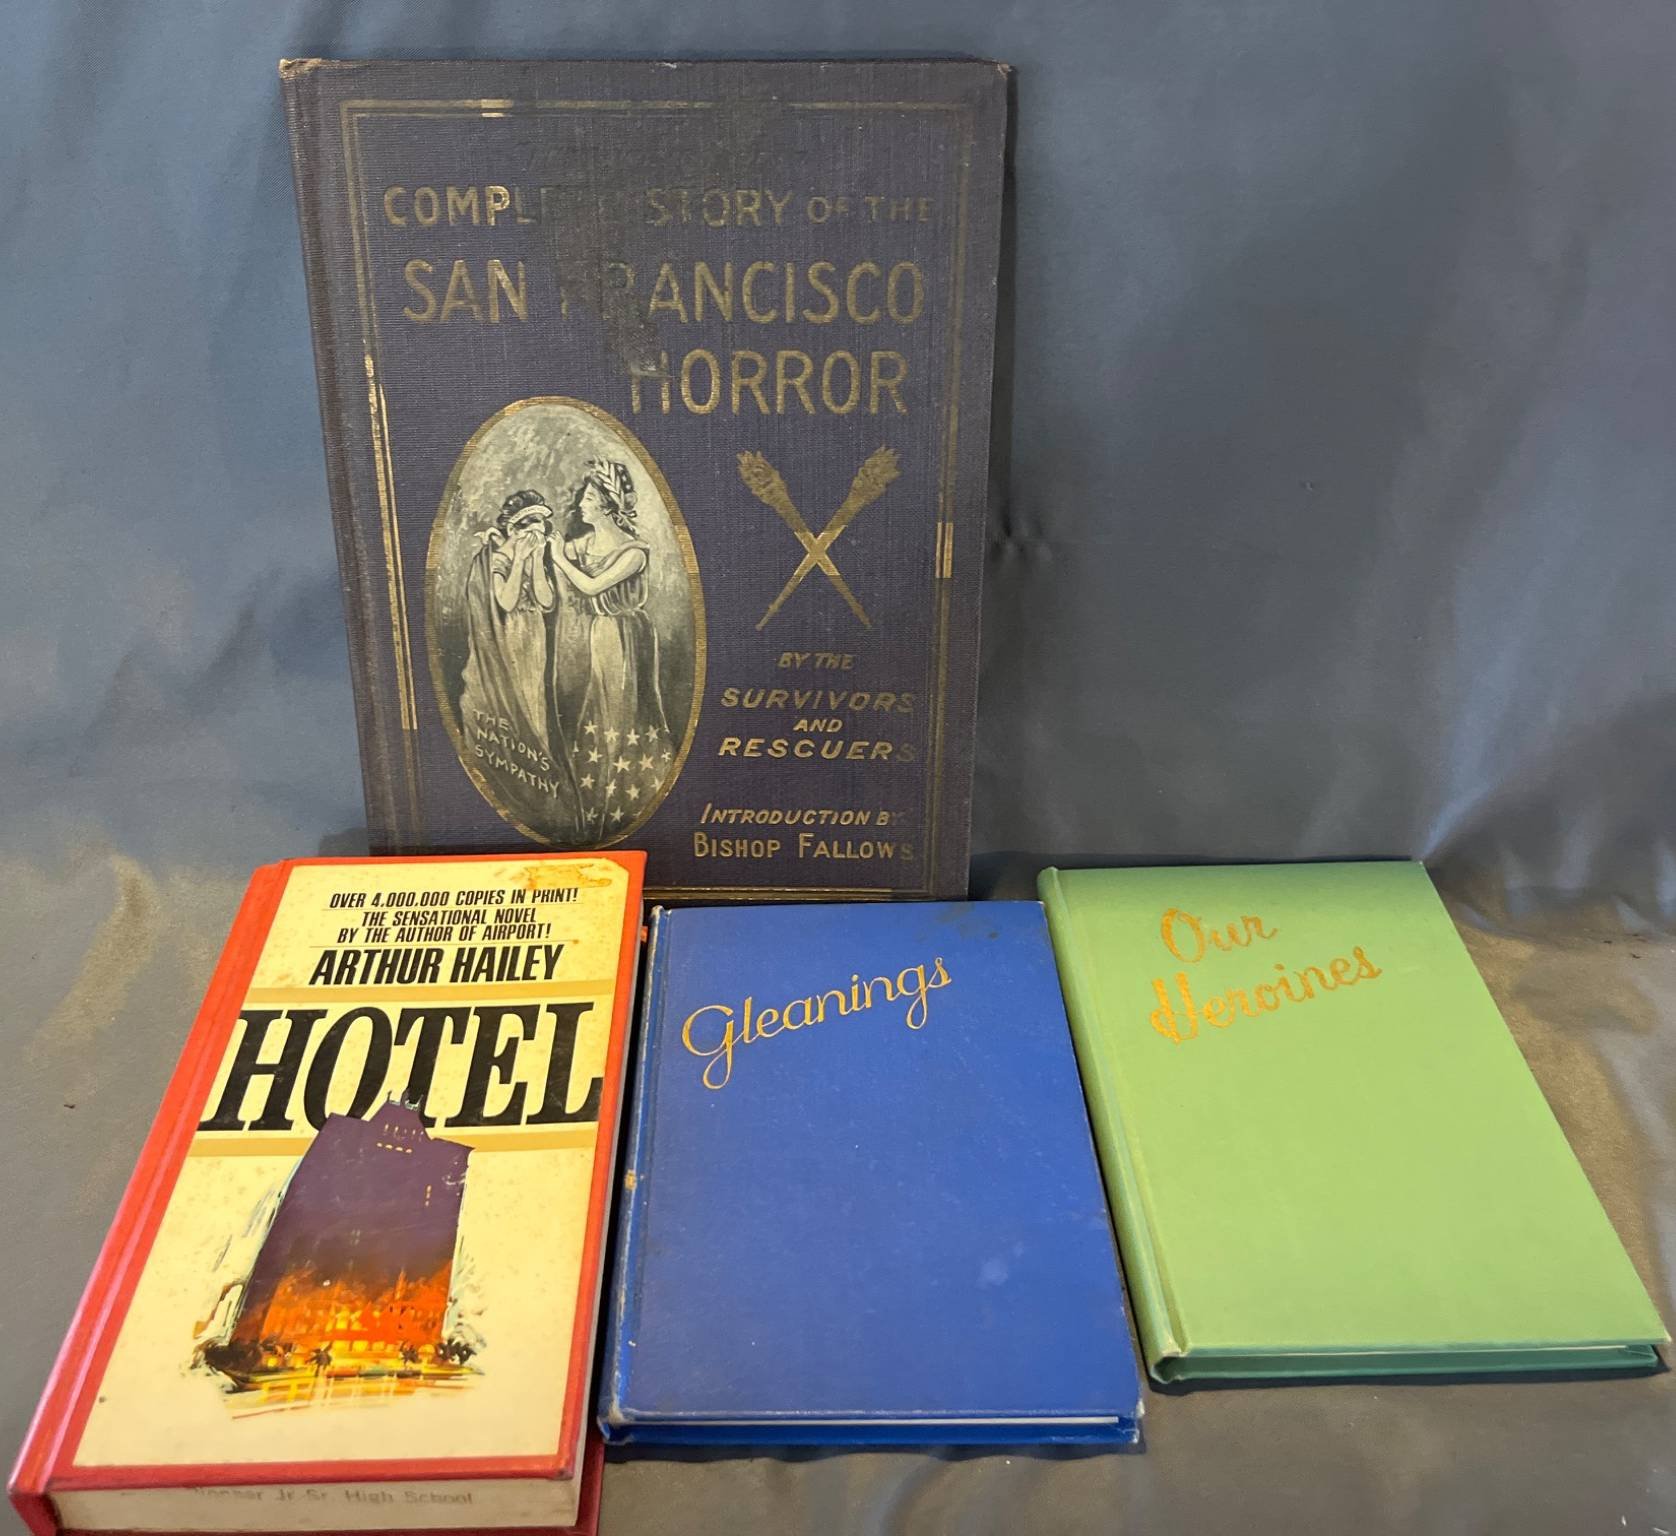 COMPLETE STORY OF THE
SAN FRANCISCO
HORROR
THE
NATION'S
SYMPATHY
BY THE
SURVIVORS
AND
RESCUERS
INTRODUCTION BY
BISHOP FALLOWS
OVER 4,000,000 COPIES IN PRINT!
THE SENSATIONAL NOVEL
BY THE AUTHOR OF AIRPORT!
ARTHUR HAILEY
HOTEL
Jr-Sr. High School
Gleanings
Our
Heroines